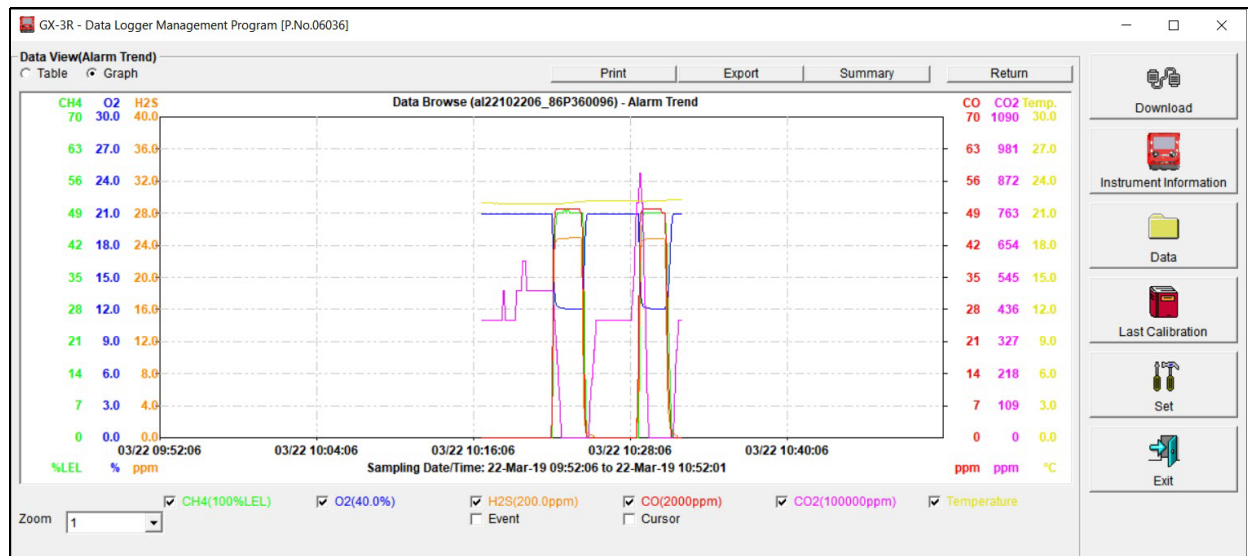 GX-3R - Data Logger Management Program [P.No.06036]
Data View(Alarm Trend)
Table Graph Print Export Summary Return
Data Browse (al22102206_86P360096) - Alarm Trend
CH4 O2 H2S CO CO2 Temp.
70 30.0 40.0 70 1090 30.0
63 27.0 36.0 63 981 27.0
56 24.0 32.0 56 872 24.0
49 21.0 28.0 49 763 21.0
42 18.0 24.0 42 654 18.0
35 15.0 20.0 35 545 15.0
28 12.0 16.0 28 436 12.0
21 9.0 12.0 21 327 9.0
14 6.0 8.0 14 218 6.0
7 3.0 4.0 7 109 3.0
0 0.0 0.0 0 0 0.0
03/22 09:52:06 03/22 10:04:06 03/22 10:16:06 03/22 10:28:06 03/22 10:40:06
%LEL % ppm Sampling Date/Time: 22-Mar-19 09:52:06 to 22-Mar-19 10:52:01 ppm ppm °C
CH4(100%LEL) O2(40.0%) H2S(200.0ppm) CO(2000ppm) CO2(100000ppm) Temperature
Zoom 1 Event Cursor
Download
Instrument Information
Data
Last Calibration
Set
Exit